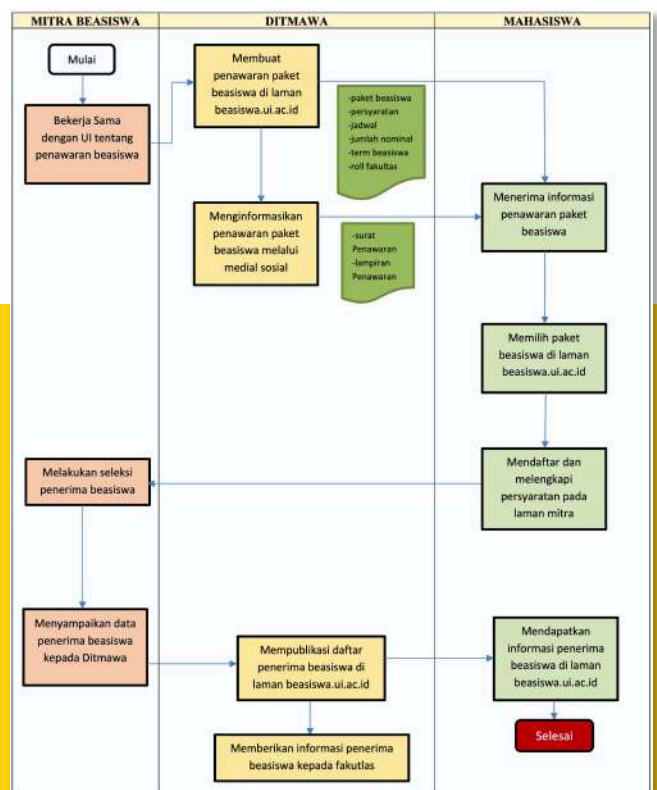 MITRA BEASISWA
DITMAWA
MAHASISWA
Mulai
Bekerja Sama
dengan UI tentang
penawaran beasiswa
Membuat
penawaran paket
beasiswa di laman
beasiswa.ui.ac.id
-paket beasiswa
-persyaratan
-jadwal
-jumlah nominal
-term beasiswa
-roll fakultas
Menginformasikan
penawaran paket
beasiswa melalui
medial sosial
-surat
Penawaran
-lampiran
Penawaran
Menerima informasi
penawaran paket
beasiswa
Memilih paket
beasiswa di laman
beasiswa.ui.ac.id
Mendaftar dan
melengkapi
persyaratan pada
laman mitra
Melakukan seleksi
penerima beasiswa
Menyampaikan data
penerima beasiswa
kepada Ditmawa
Mempublikasi daftar
penerima beasiswa di
laman beasiswa.ui.ac.id
Memberikan informasi penerima
beasiswa kepada fakutlas
Mendapatkan
informasi penerima
beasiswa di laman
beasiswa.ui.ac.id
Selesai